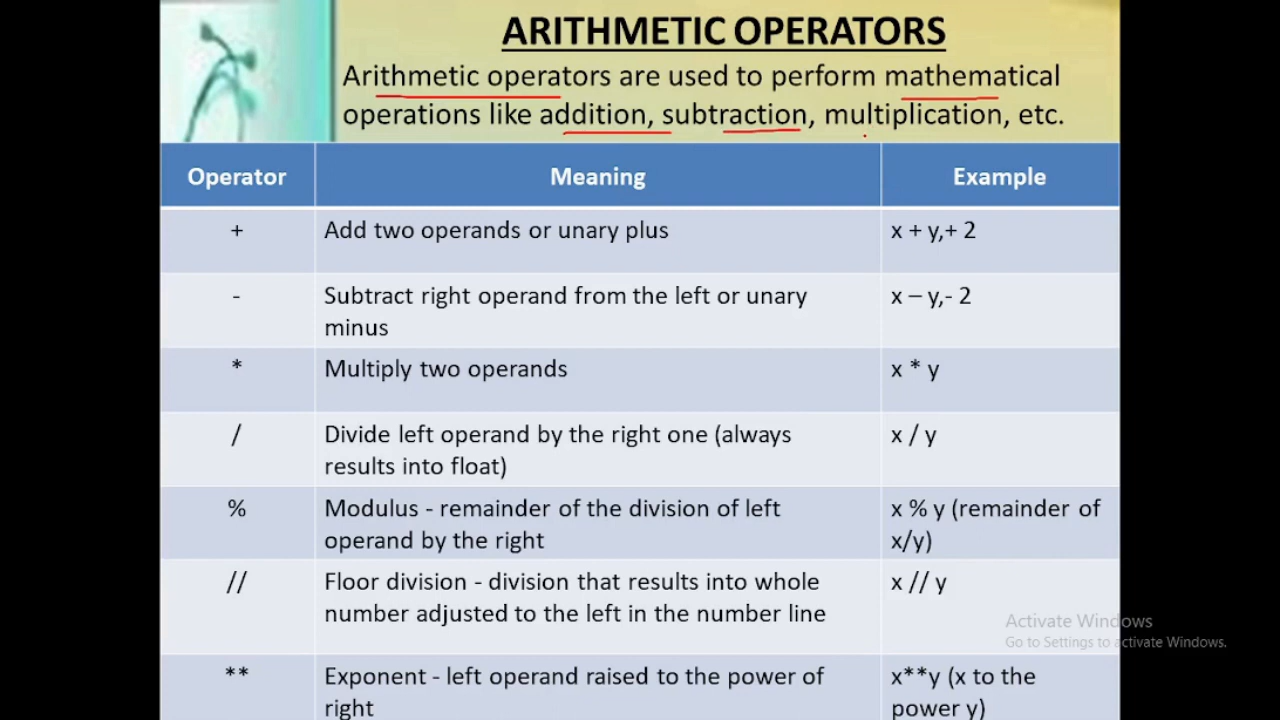 ARITHMETIC OPERATORS
Arithmetic operators are used to perform mathematical
operations like addition, subtraction, multiplication, etc.
Operator Meaning Example
+ Add two operands or unary plus x + y,+ 2
- Subtract right operand from the left or unary x – y,- 2
minus
* Multiply two operands x * y
/ Divide left operand by the right one (always x / y
results into float)
% Modulus - remainder of the division of left x % y (remainder of
operand by the right x/y)
// Floor division - division that results into whole x // y
number adjusted to the left in the number line
Activate Windows
Go to Settings to activate Windows.
** Exponent - left operand raised to the power of x**y (x to the
right power y)